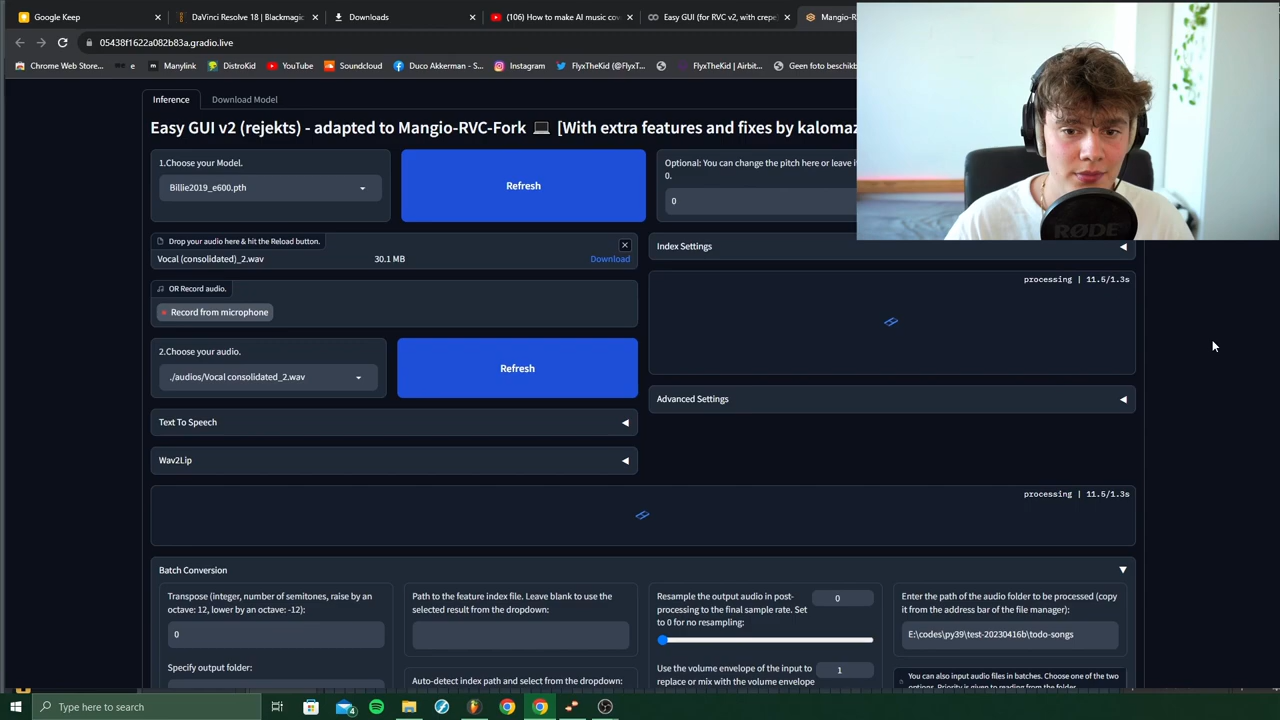 Google Keep
DaVinci Resolve 18 | Blackmagic
Downloads
(106) How to make AI music cov
Easy GUI (for RVC v2, with crepe
Mangio-R
05438f1622a082b83a.gradio.live
Chrome Web Store...
e
Manylink
DistroKid
YouTube
Soundcloud
Duco Akkerman - S...
Instagram
FlyxTheKid (@FlyxT...
FlyxTheKid | Airbit...
Geen foto beschikb
Inference
Download Model
Easy GUI v2 (rejekts) - adapted to Mangio-RVC-Fork 💻 [With extra features and fixes by kalomaz
1.Choose your Model.
Billie2019_e600.pth
Refresh
Optional: You can change the pitch here or leave i
0.
0
Drop your audio here & hit the Reload button.
Vocal (consolidated)_2.wav
30.1 MB
Download
Index Settings
OR Record audio.
Record from microphone
processing | 11.5/1.3s
2.Choose your audio.
./audios/Vocal consolidated_2.wav
Refresh
Advanced Settings
Text To Speech
Wav2Lip
processing | 11.5/1.3s
Batch Conversion
Transpose (integer, number of semitones, raise by an
octave: 12, lower by an octave: -12):
0
Specify output folder:
Path to the feature index file. Leave blank to use the
selected result from the dropdown:
Auto-detect index path and select from the dropdown:
Resample the output audio in post-
processing to the final sample rate. Set
to 0 for no resampling:
0
Use the volume envelope of the input to
replace or mix with the volume envelope
1
Enter the path of the audio folder to be processed (copy
it from the address bar of the file manager):
E:\codes\py39\test-20230416b\todo-songs
You can also input audio files in batches. Choose one of the two
options. Priority is given to reading from the folder.
RØDE
Type here to search